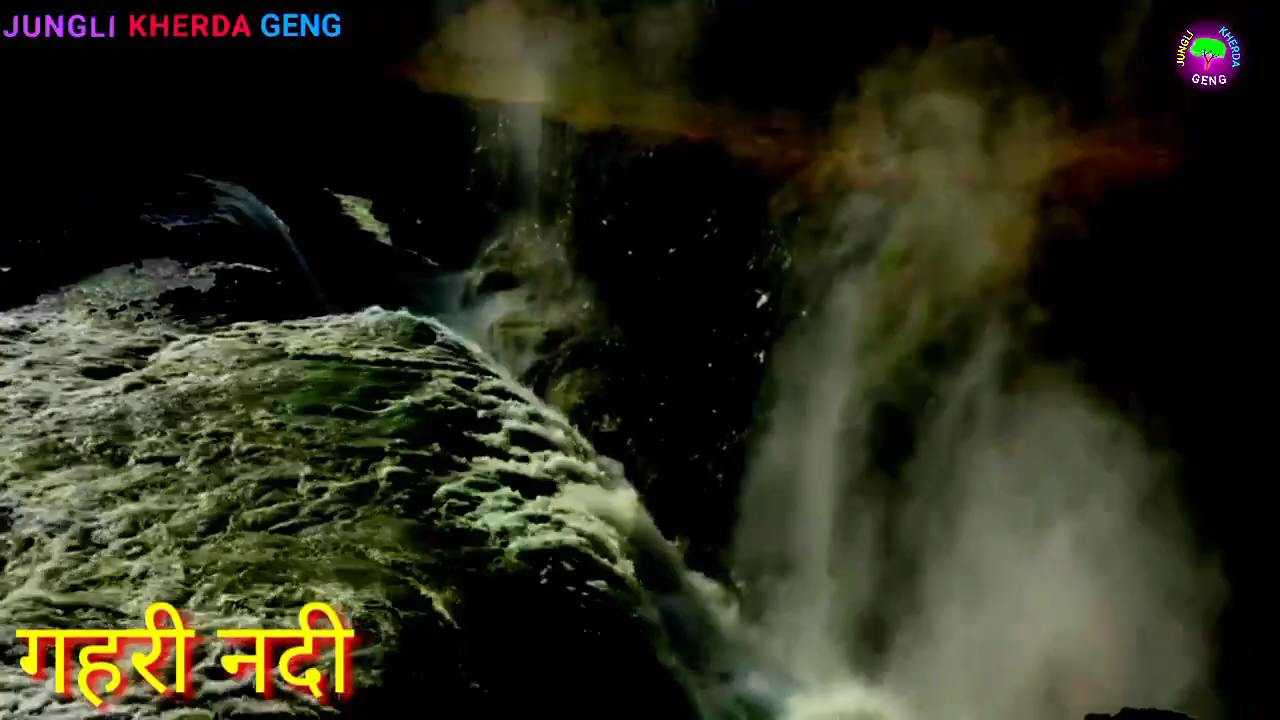 JUNGLI KHERDA GENG
JUNGLI KHERDA
GENG
गहरी नदी